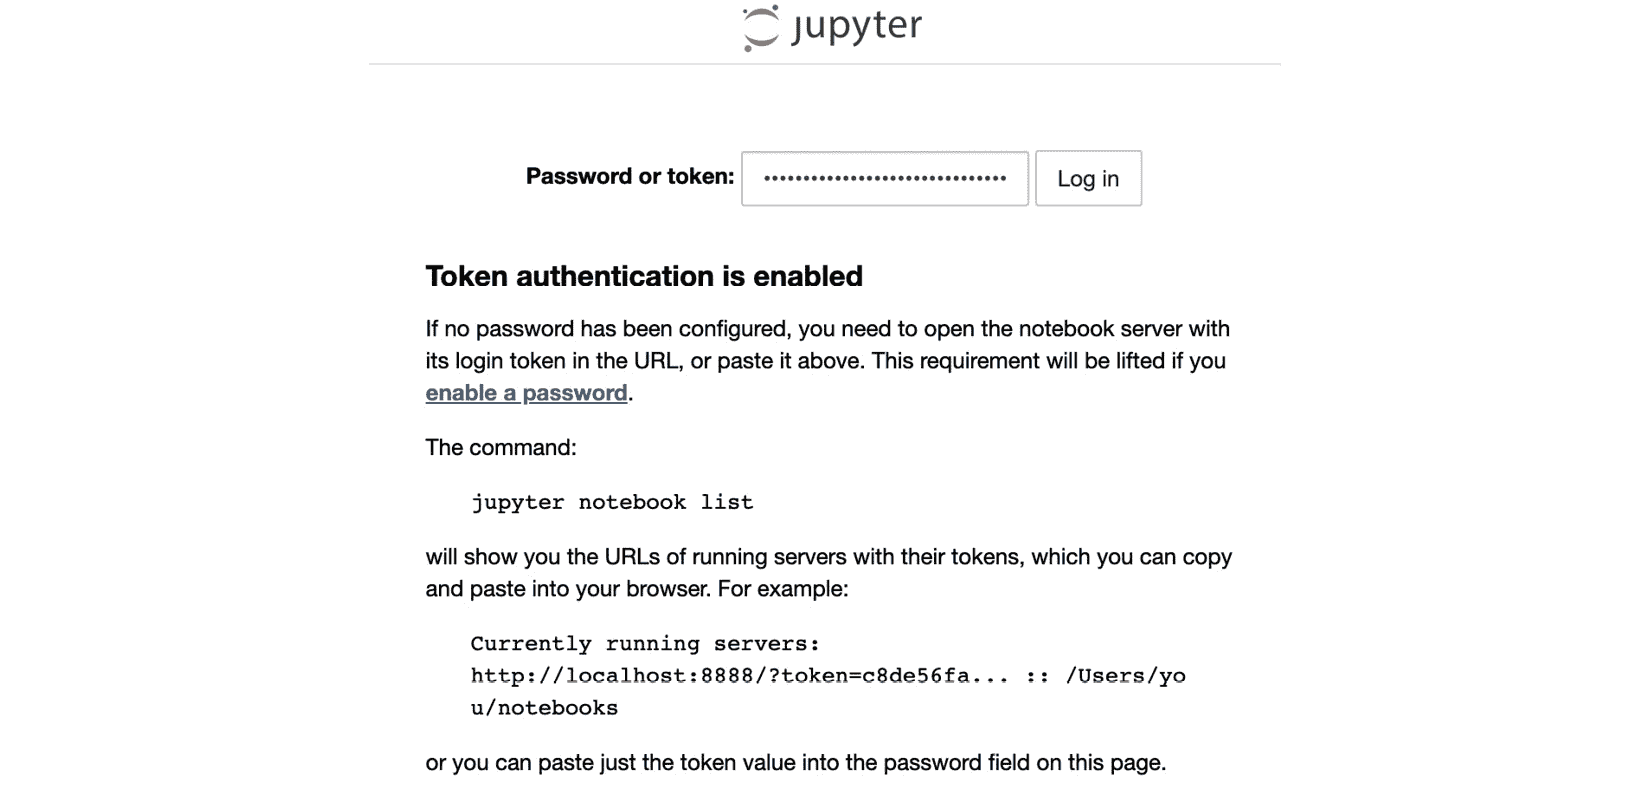 jupyter
Password or token: ••••••••••••••••••••••••••••••• Log in
Token authentication is enabled
If no password has been configured, you need to open the notebook server with
its login token in the URL, or paste it above. This requirement will be lifted if you
enable a password.
The command:
jupyter notebook list
will show you the URLs of running servers with their tokens, which you can copy
and paste into your browser. For example:
Currently running servers:
http://localhost:8888/?token=c8de56fa... :: /Users/yo
u/notebooks
or you can paste just the token value into the password field on this page.